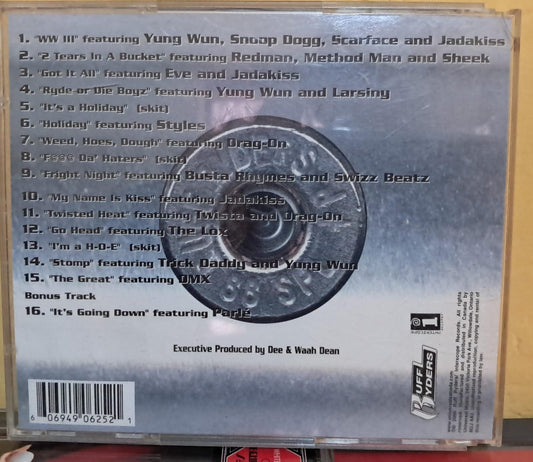 1. "WW III" featuring Yung Wun, Snoop Dogg, Scarface and Jadakiss
2. "2 Tears In A Bucket" featuring Redman, Method Man and Sheek
3. "Got It All" featuring Eve and Jadakiss
4. "Ryde or Die Boyz" featuring Yung Wun and Larsiny
5. "It's a Holiday" (skit)
6. "Holiday" featuring Styles
7. "Weed, Hoes, Dough" featuring Drag-On
8. "F@@@ Da' Haters" (skit)
9. "Fright Night" featuring Busta Rhymes and Swizz Beatz
10. "My Name Is Kiss" featuring Jadakiss
11. "Twisted Heat" featuring Twista and Drag-On
12. "Go Head" featuring The Lox
13. "I'm a H-O-E" (skit)
14. "Stomp" featuring Trick Daddy and Yung Wun
15. "The Great" featuring DMX
Bonus Track
16. "It's Going Down" featuring Parlé
Executive Produced by Dee & Waah Dean
6 06949 06252 1
RUFF
RYDERS
INTERSCOPE